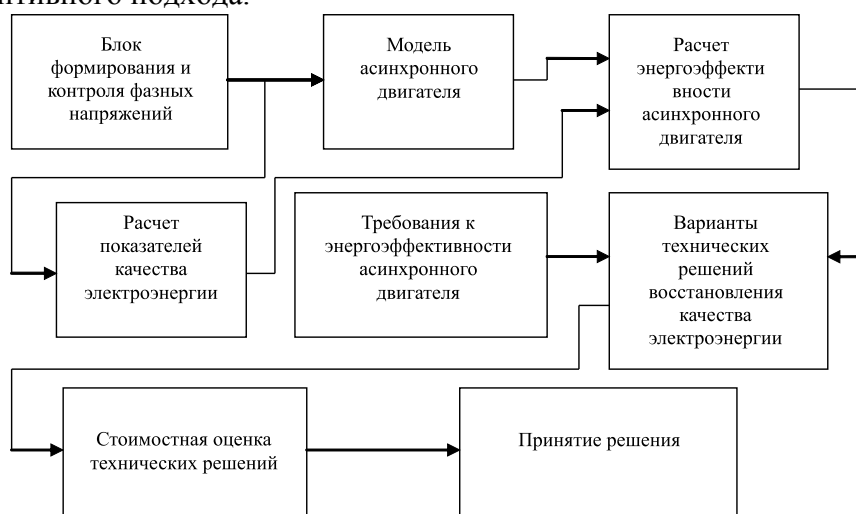 подхода.
Блок
формирования и
контроля фазных
напряжений
Модель
асинхронного
двигателя
Расчет
энергоэффекти
вности
асинхронного
двигателя
Расчет
показателей
качества
электроэнергии
Требования к
энергоэффективности
асинхронного
двигателя
Варианты
технических
решений
восстановления
качества
электроэнергии
Стоимостная оценка
технических решений
Принятие решения